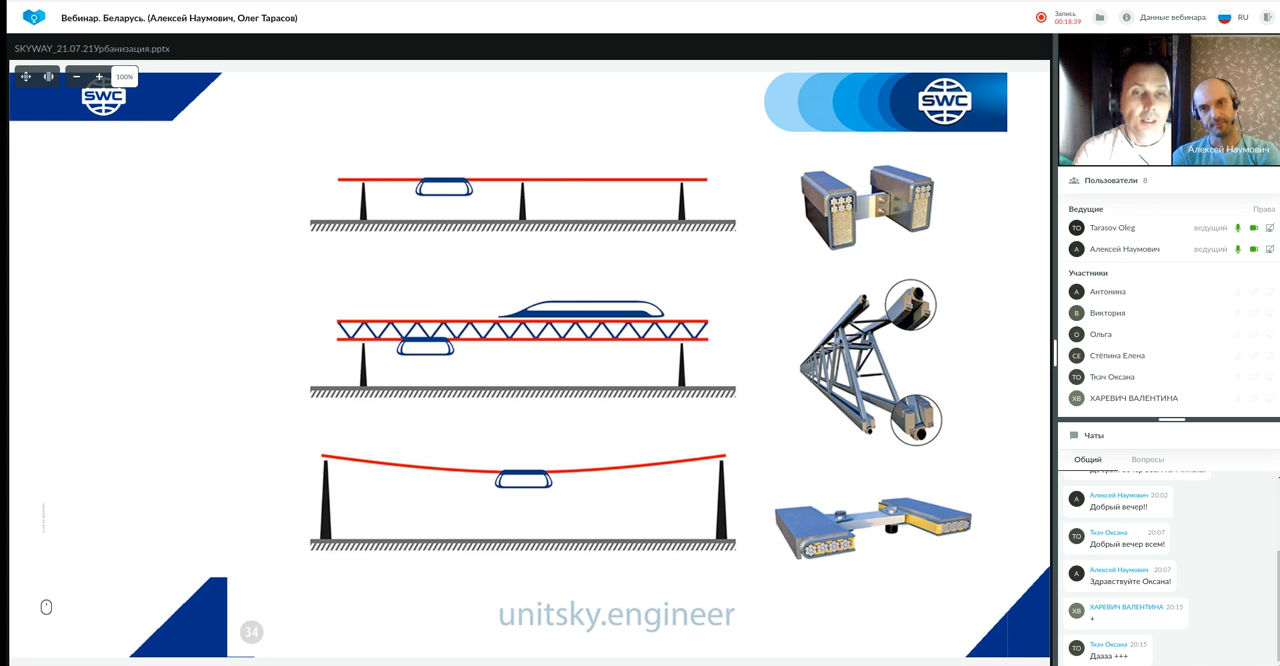 Вебинар. Беларусь. (Алексей Наумович, Олег Тарасов)
Запись
00:18:39
Данные вебинара
RU
SKYWAY_21.07.21Урбанизация.pptx
100%
SWC
SWC
unitsky.engineer
34
Алексей Наумович
Пользователи 8
Ведущие Права
TO Tarasov Oleg ведущий
А Алексей Наумович ведущий
Участники
А Антонина
В Виктория
О Ольга
СЕ Стёпина Елена
ТО Ткач Оксана
ХВ ХАРЕВИЧ ВАЛЕНТИНА
Чаты
Общий Вопросы
А Алексей Наумович 20:02
Добрый вечер!!
ТО Ткач Оксана 20:07
Добрый вечер всем!
А Алексей Наумович 20:07
Здравствуйте Оксана!
ХВ ХАРЕВИЧ ВАЛЕНТИНА 20:15
+
ТО Ткач Оксана 20:15
Даааа +++